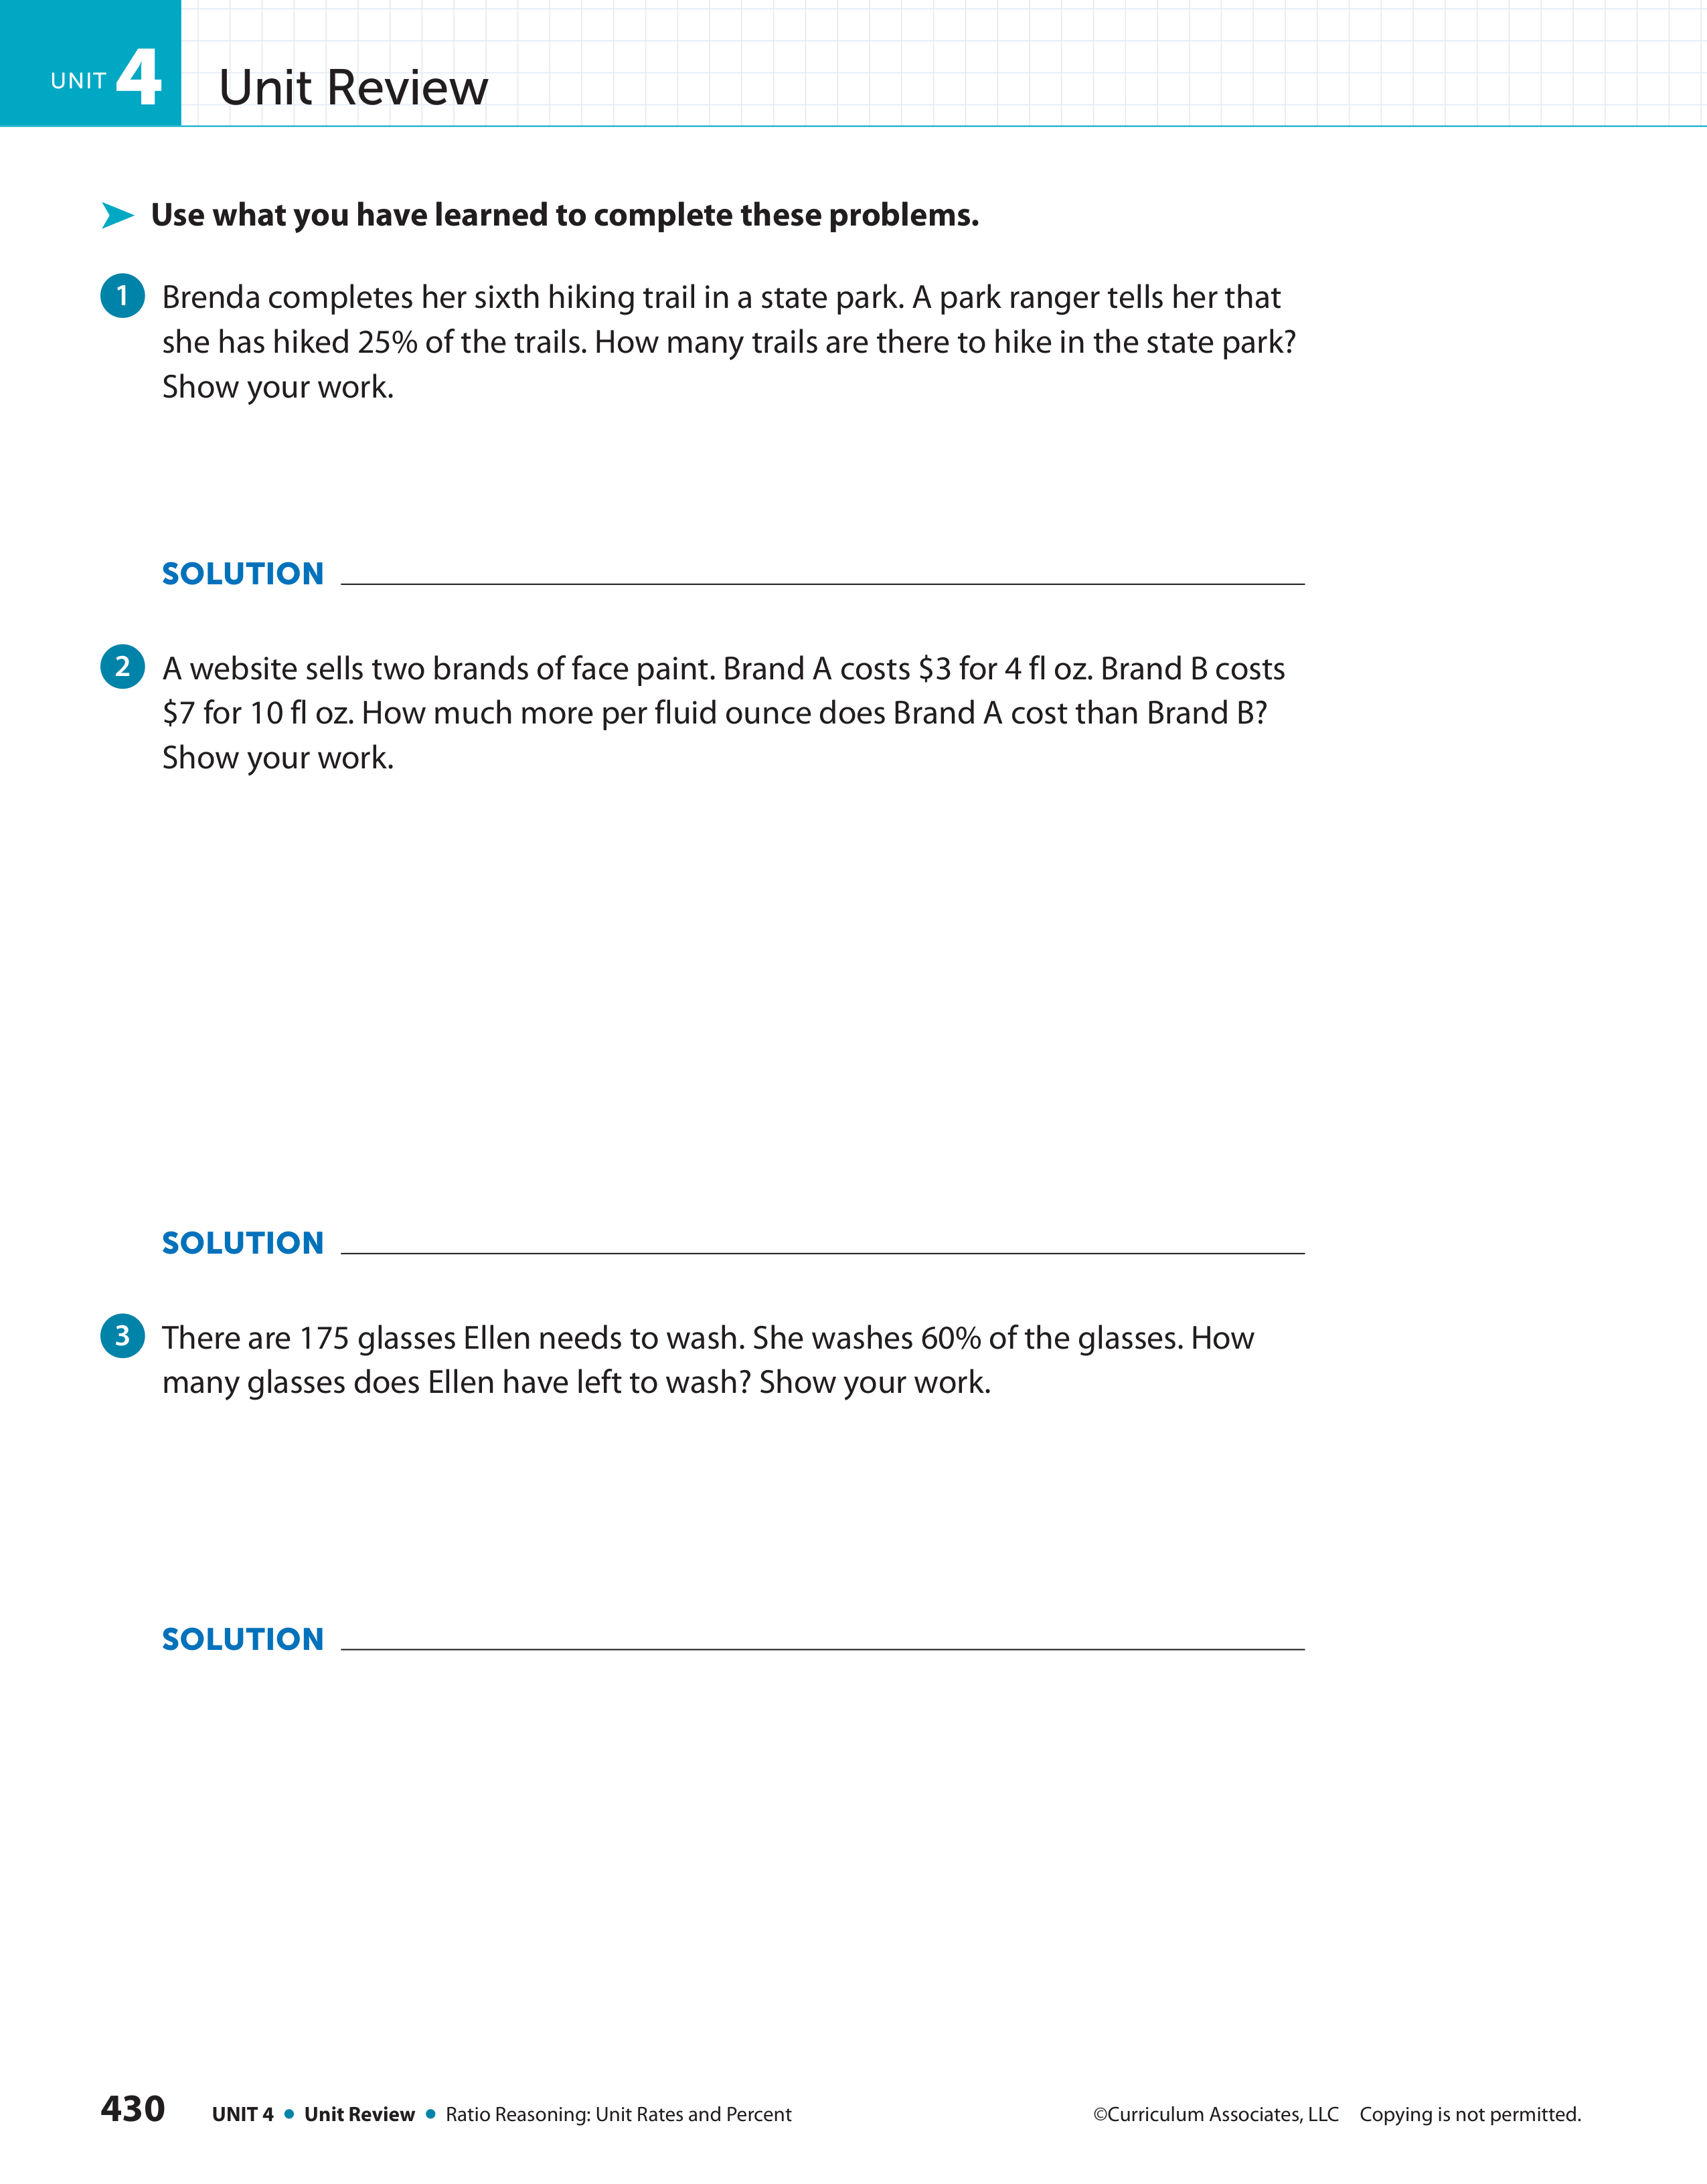 UNIT 4 Unit Review
Use what you have learned to complete these problems.
1 Brenda completes her sixth hiking trail in a state park. A park ranger tells her that
she has hiked 25% of the trails. How many trails are there to hike in the state park?
Show your work.
SOLUTION
2 A website sells two brands of face paint. Brand A costs $3 for 4 fl oz. Brand B costs
$7 for 10 fl oz. How much more per fluid ounce does Brand A cost than Brand B?
Show your work.
SOLUTION
3 There are 175 glasses Ellen needs to wash. She washes 60% of the glasses. How
many glasses does Ellen have left to wash? Show your work.
SOLUTION
430 UNIT 4 • Unit Review • Ratio Reasoning: Unit Rates and Percent ©Curriculum Associates, LLC Copying is not permitted.